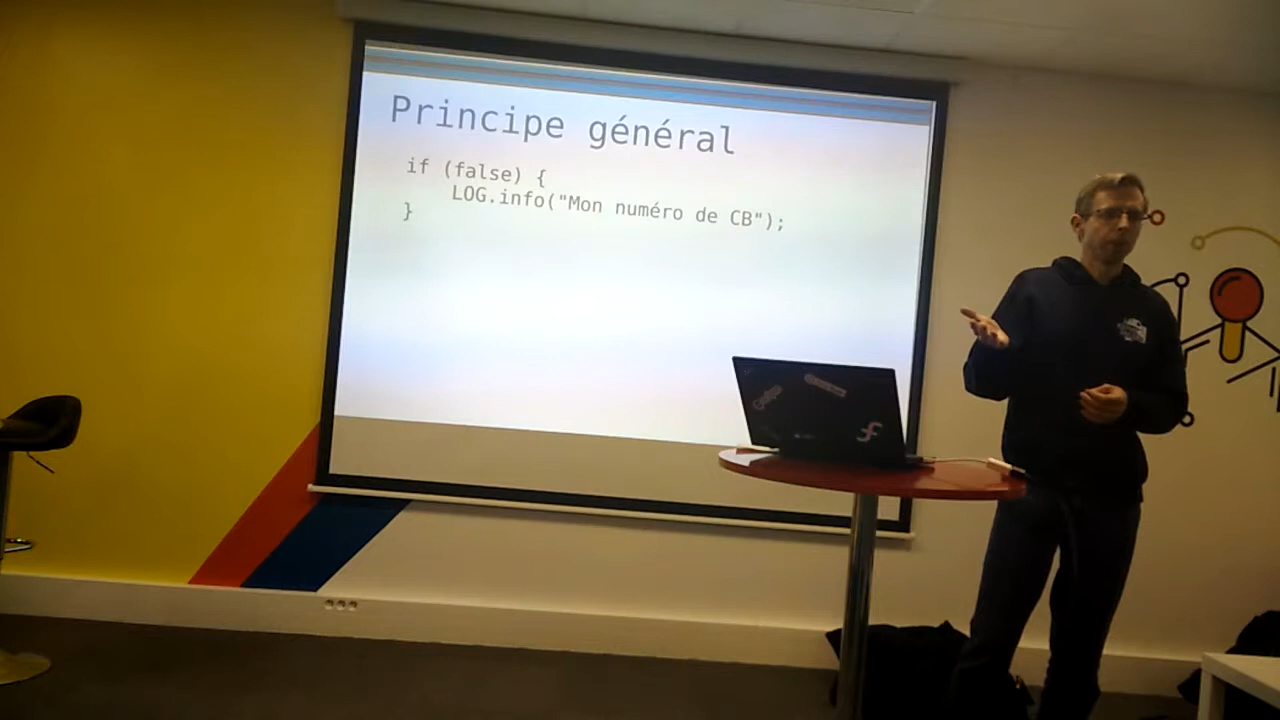 Principe général
if (false) {
LOG.info("Mon numéro de CB");
}